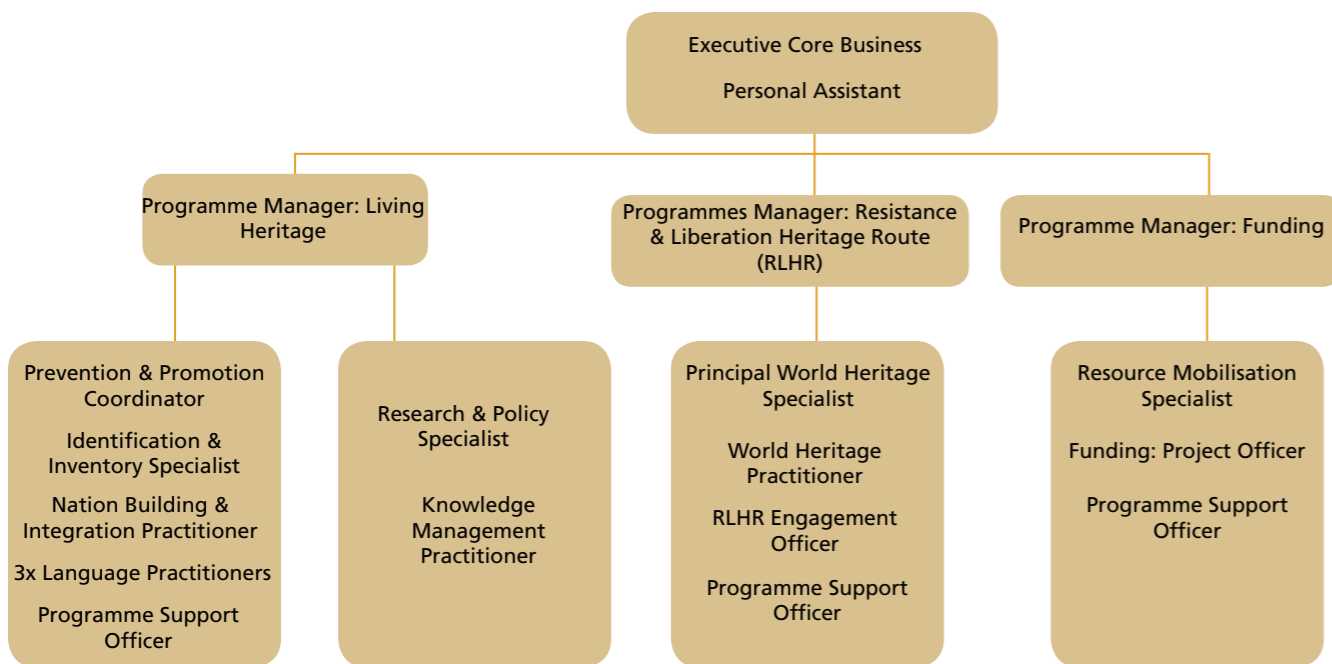 Executive Core Business
Personal Assistant
Programme Manager: Living
Heritage
Programmes Manager: Resistance
& Liberation Heritage Route
(RLHR)
Programme Manager: Funding
Prevention & Promotion
Coordinator
Identification &
Inventory Specialist
Nation Building &
Integration Practitioner
3x Language Practitioners
Programme Support
Officer
Research & Policy
Specialist
Knowledge
Management
Practitioner
Principal World Heritage
Specialist
World Heritage
Practitioner
RLHR Engagement
Officer
Programme Support
Officer
Resource Mobilisation
Specialist
Funding: Project Officer
Programme Support
Officer